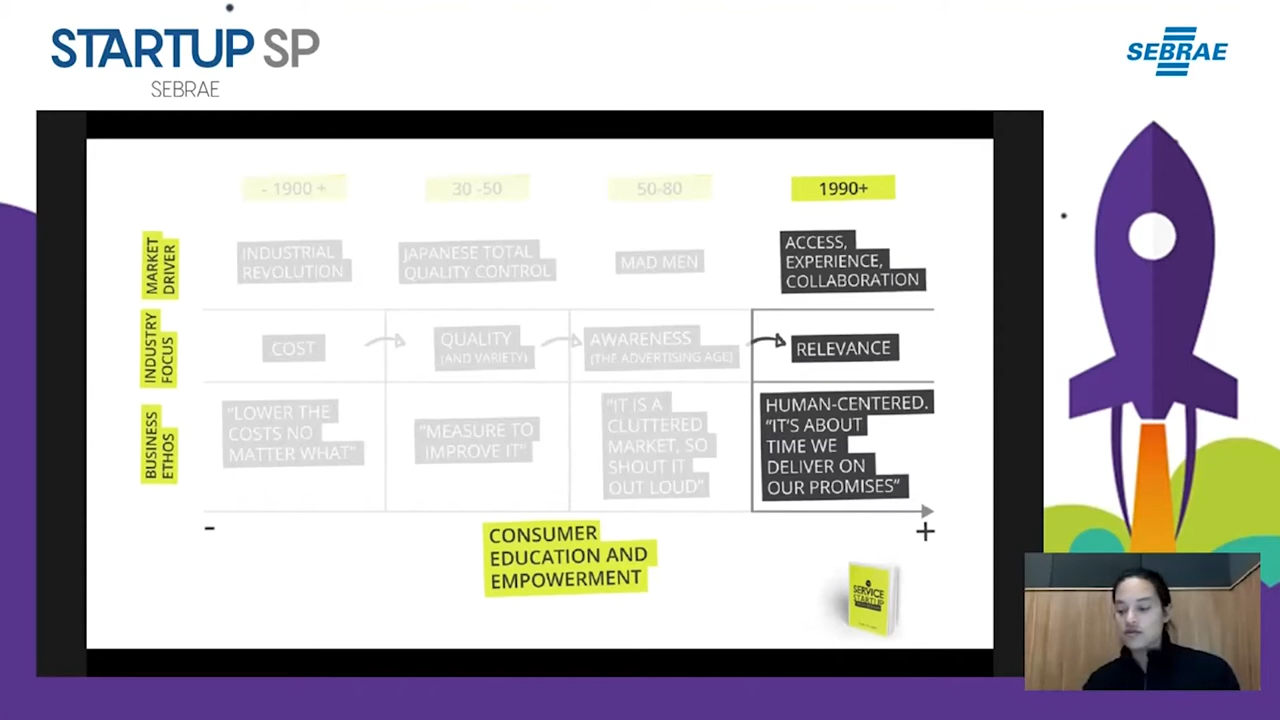 STARTUP SP
SEBRAE
SEBRAE
- 1900 +
30 -50
50-80
1990+
MARKET
DRIVER
INDUSTRIAL
REVOLUTION
JAPANESE TOTAL
QUALITY CONTROL
MAD MEN
ACCESS,
EXPERIENCE,
COLLABORATION
INDUSTRY
FOCUS
COST
QUALITY
(AND VARIETY)
AWARENESS
(THE ADVERTISING AGE)
RELEVANCE
BUSINESS
ETHOS
"LOWER THE
COSTS NO
MATTER WHAT"
"MEASURE TO
IMPROVE IT"
"IT IS A
CLUTTERED
MARKET, SO
SHOUT IT
OUT LOUD"
HUMAN-CENTERED.
"IT'S ABOUT
TIME WE
DELIVER ON
OUR PROMISES"
-
+
CONSUMER
EDUCATION AND
EMPOWERMENT
SERVICE
STARTUP